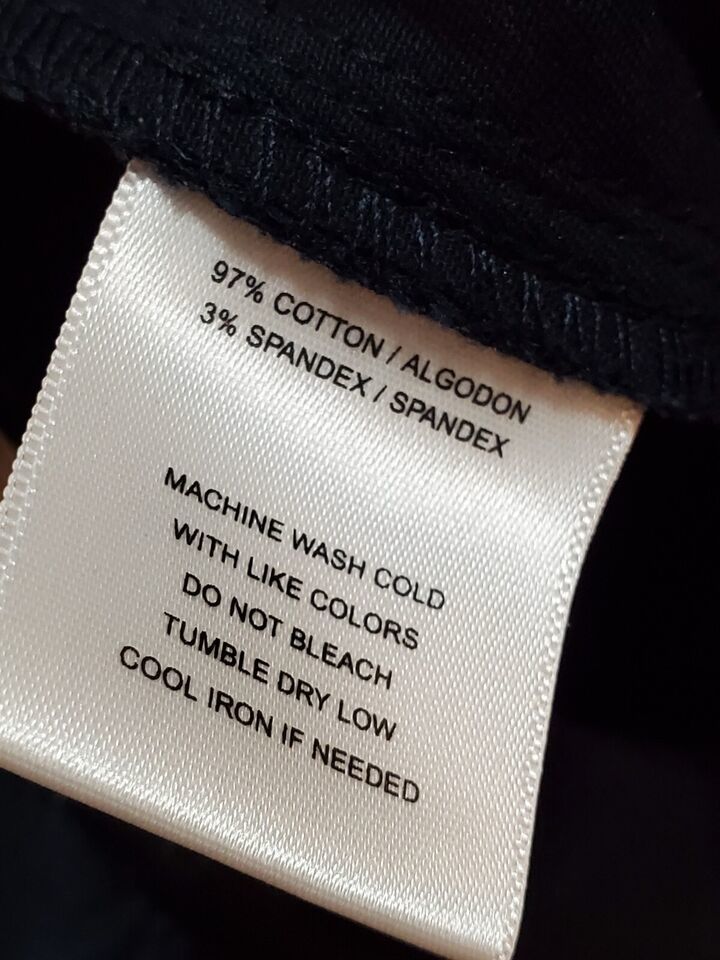 97% COTTON / ALGODON
3% SPANDEX / SPANDEX
MACHINE WASH COLD
WITH LIKE COLORS
DO NOT BLEACH
TUMBLE DRY LOW
COOL IRON IF NEEDED